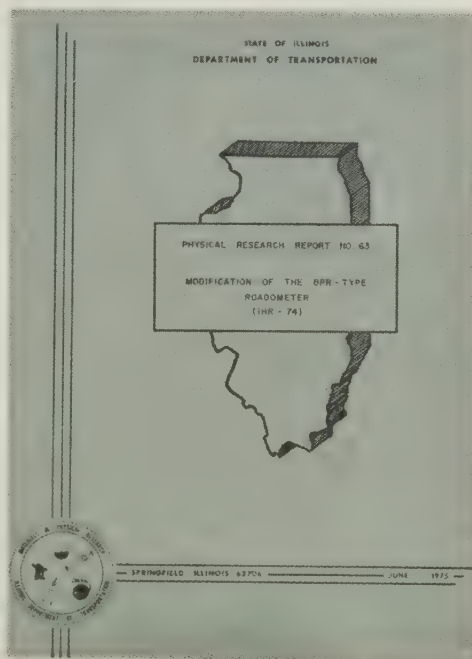 STATE OF ILLINOIS
DEPARTMENT OF TRANSPORTATION
PHYSICAL RESEARCH REPORT NO. 63
MODIFICATION OF THE BPR - TYPE
ROADOMETER
(IHR - 74)
SPRINGFIELD ILLINOIS 62706
JUNE 1975